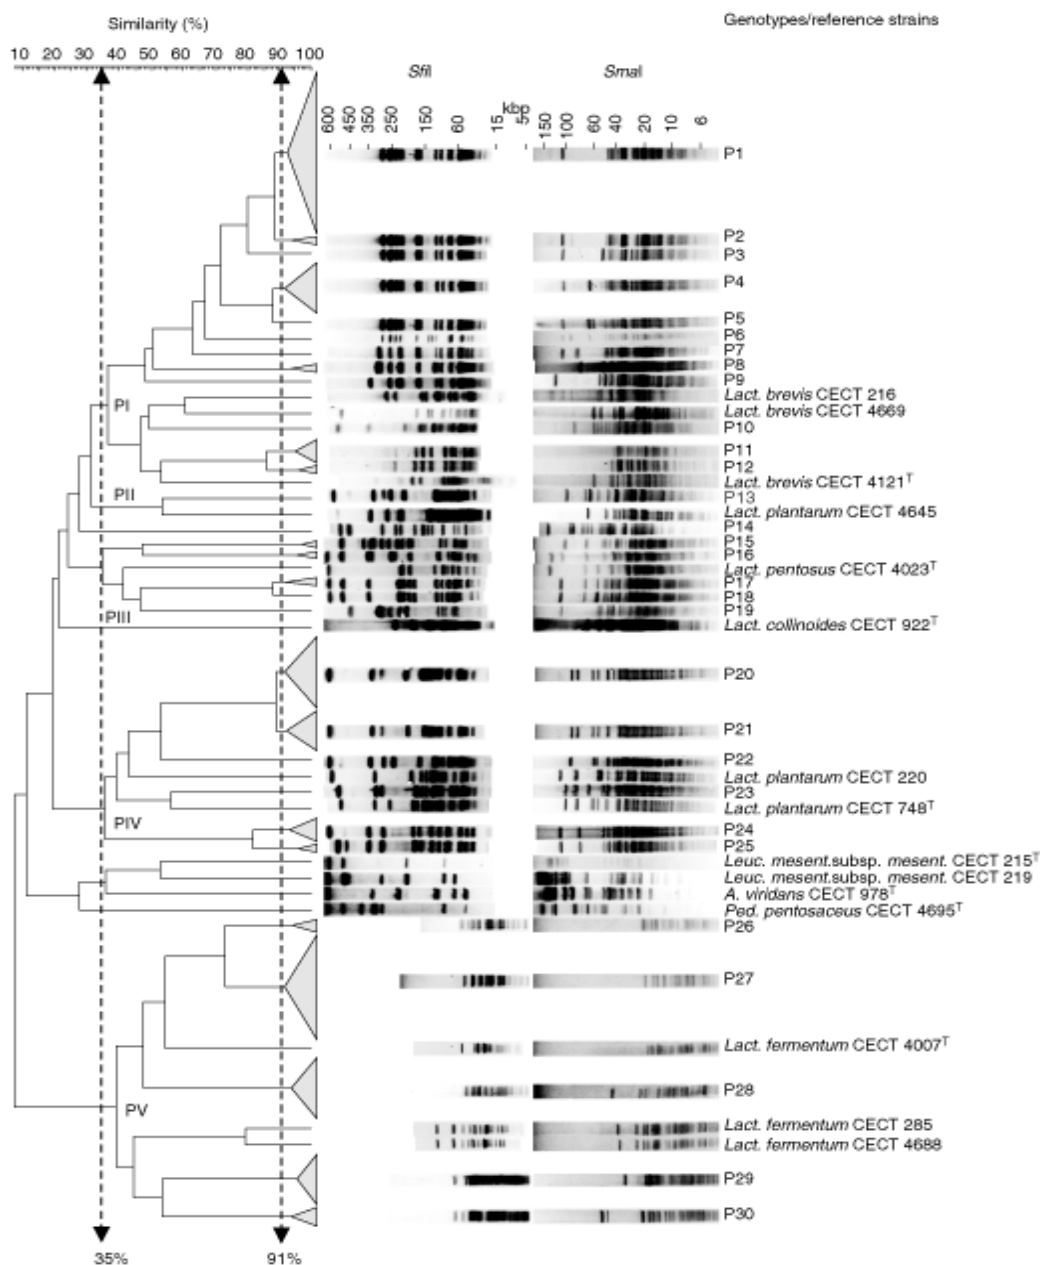 Genotypes/reference strains
Similarity (%)
10 20 30 40 50 60 70 80 90 100
SfiI SmaI
kbp
600 450 350 250 150 60 15 5 150 100 60 40 20 10 6
P1
P2
P3
P4
P5
P6
P7
P8
P9
Lact. brevis CECT 216
PI
Lact. brevis CECT 4669
P10
P11
P12
Lact. brevis CECT 4121T
PII
P13
Lact. plantarum CECT 4645
P14
P15
P16
Lact. pentosus CECT 4023T
P17
P18
P19
PIII
Lact. collinoides CECT 922T
P20
P21
P22
Lact. plantarum CECT 220
P23
Lact. plantarum CECT 748T
PIV
P24
P25
Leuc. mesent.subsp. mesent. CECT 215T
Leuc. mesent.subsp. mesent. CECT 219
A. viridans CECT 978T
Ped. pentosaceus CECT 4695T
P26
P27
Lact. fermentum CECT 4007T
P28
PV
Lact. fermentum CECT 285
Lact. fermentum CECT 4688
P29
P30
35% 91%